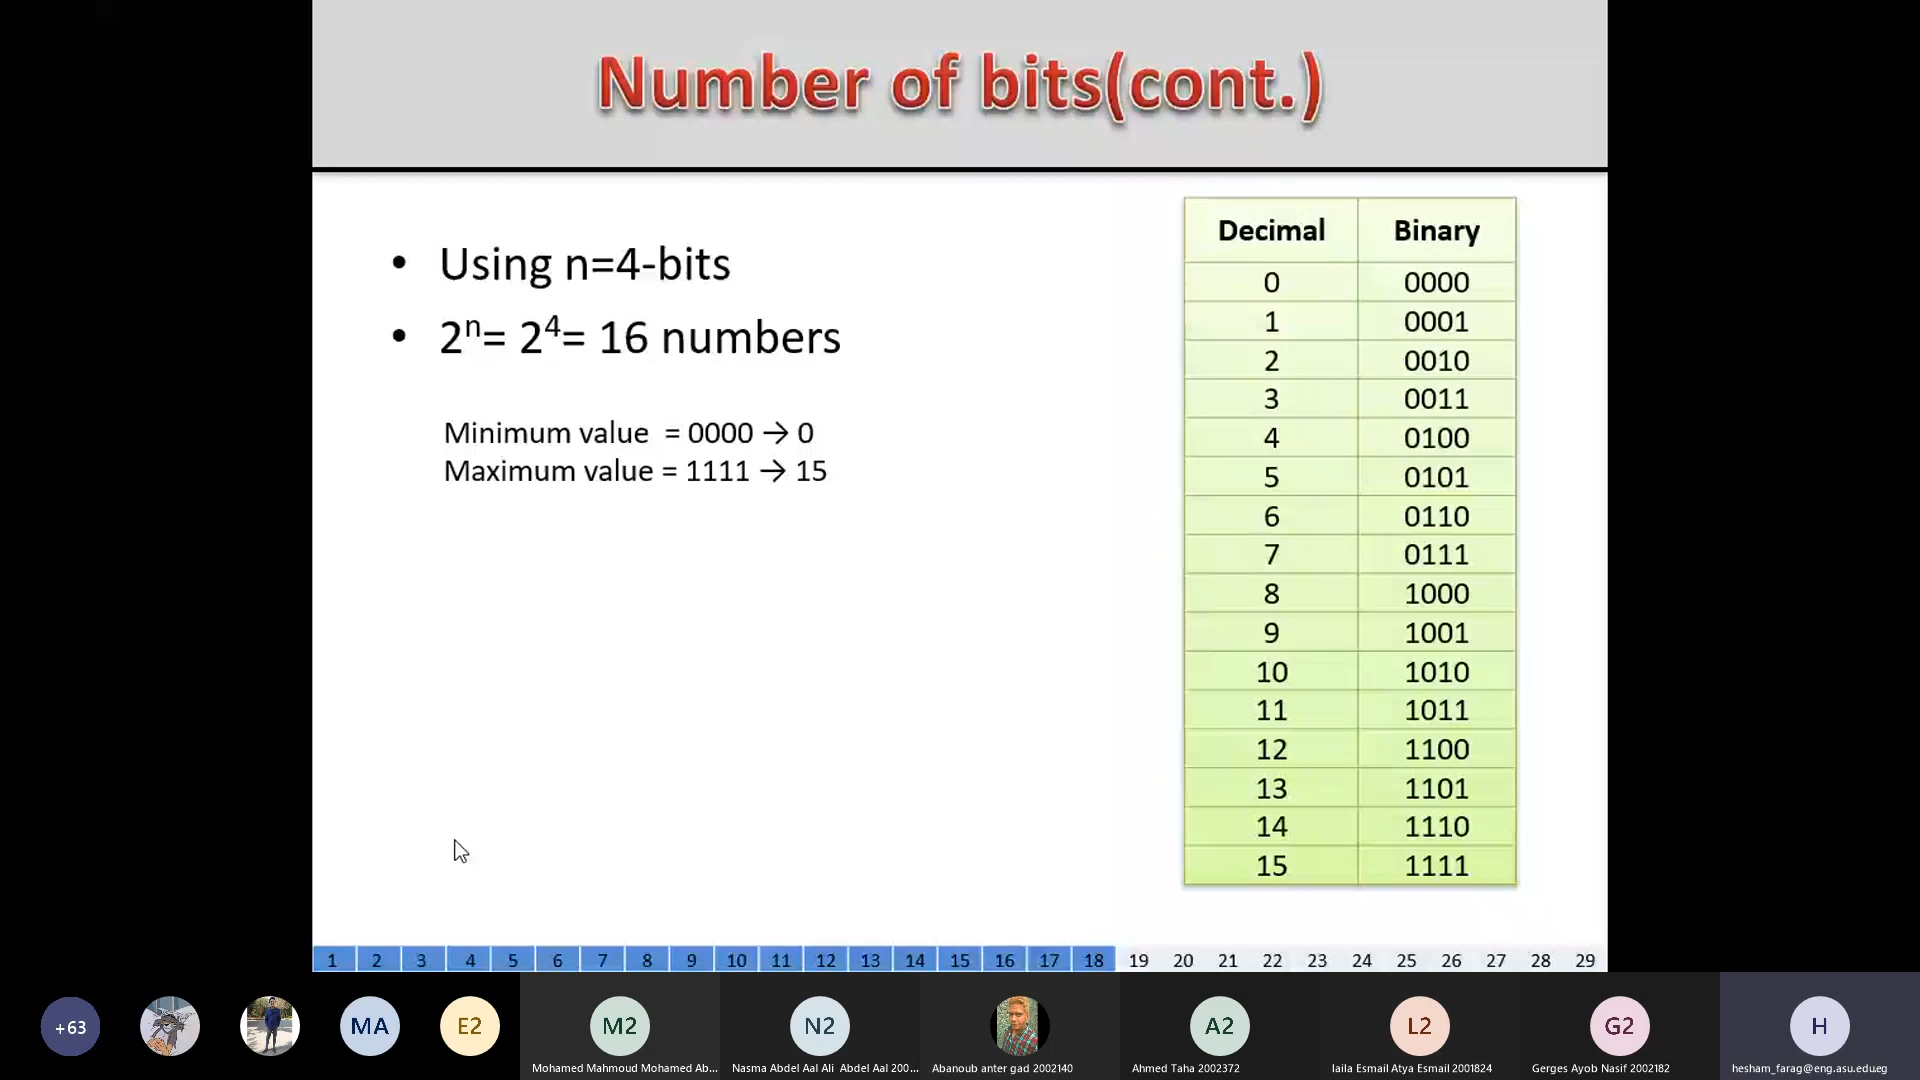 Number of bits(cont.)
• Using n=4-bits
• 2ⁿ= 2⁴= 16 numbers
Minimum value = 0000 → 0
Maximum value = 1111 → 15
Decimal Binary
0 0000
1 0001
2 0010
3 0011
4 0100
5 0101
6 0110
7 0111
8 1000
9 1001
10 1010
11 1011
12 1100
13 1101
14 1110
15 1111
1 2 3 4 5 6 7 8 9 10 11 12 13 14 15 16 17 18 19 20 21 22 23 24 25 26 27 28 29
+63 MA E2 M2 N2 A2 L2 G2 H
Mohamed Mahmoud Mohamed Ab... Nasma Abdel Aal Ali Abdel Aal 200... Abanoub anter gad 2002140 Ahmed Taha 2002372 laila Esmail Atya Esmail 2001824 Gerges Ayob Nasif 2002182 hesham_farag@eng.asu.edu.eg